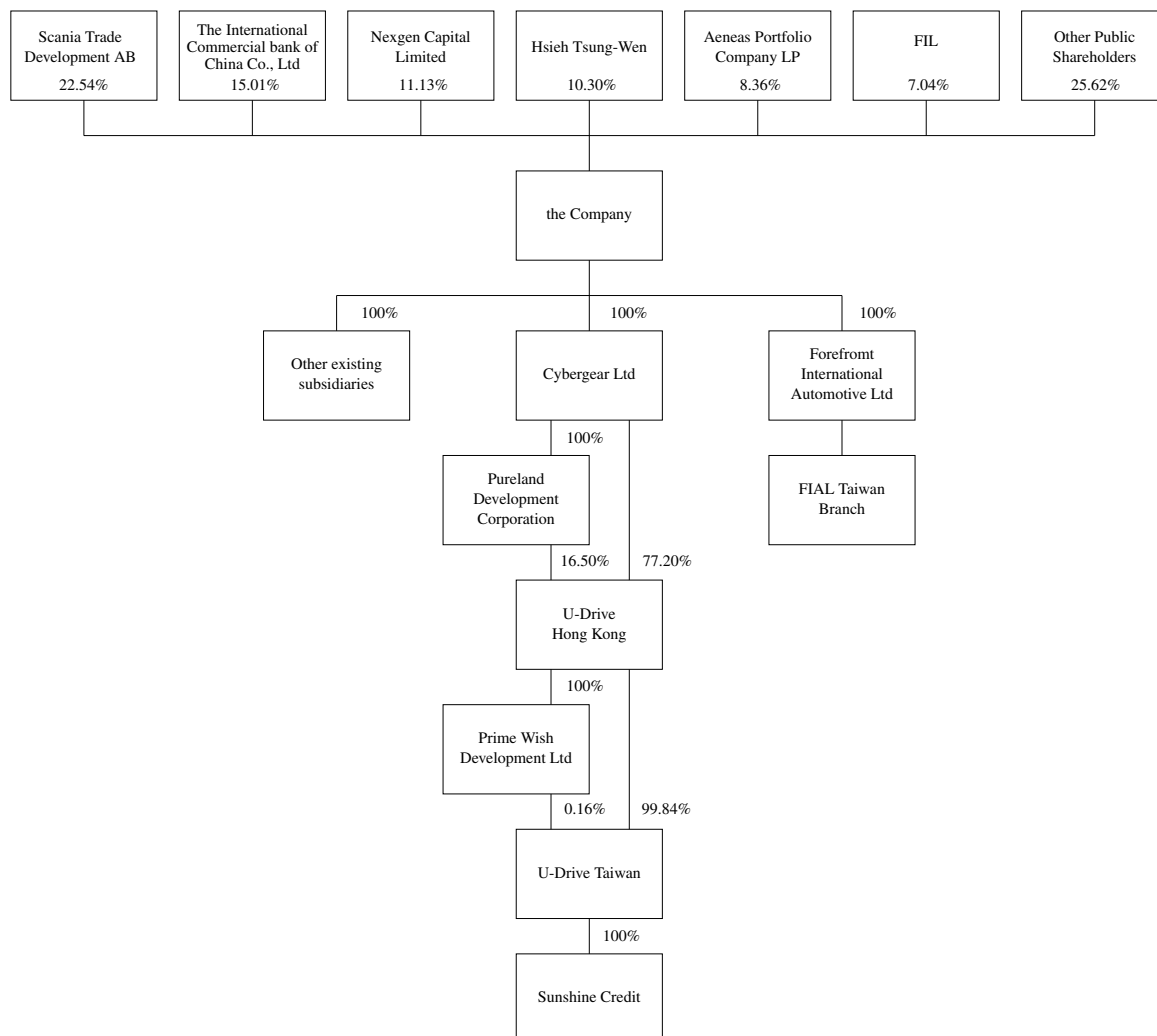 Scania Trade
Development AB
22.54%
The International
Commercial bank of
China Co., Ltd
15.01%
Nexgen Capital
Limited
11.13%
Hsieh Tsung-Wen
10.30%
Aeneas Portfolio
Company LP
8.36%
FIL
7.04%
Other Public
Shareholders
25.62%
the Company
100%
100%
100%
Other existing
subsidiaries
Cybergear Ltd
Forefromt
International
Automotive Ltd
100%
Pureland
Development
Corporation
FIAL Taiwan
Branch
16.50%
77.20%
U-Drive
Hong Kong
100%
Prime Wish
Development Ltd
0.16%
99.84%
U-Drive Taiwan
100%
Sunshine Credit